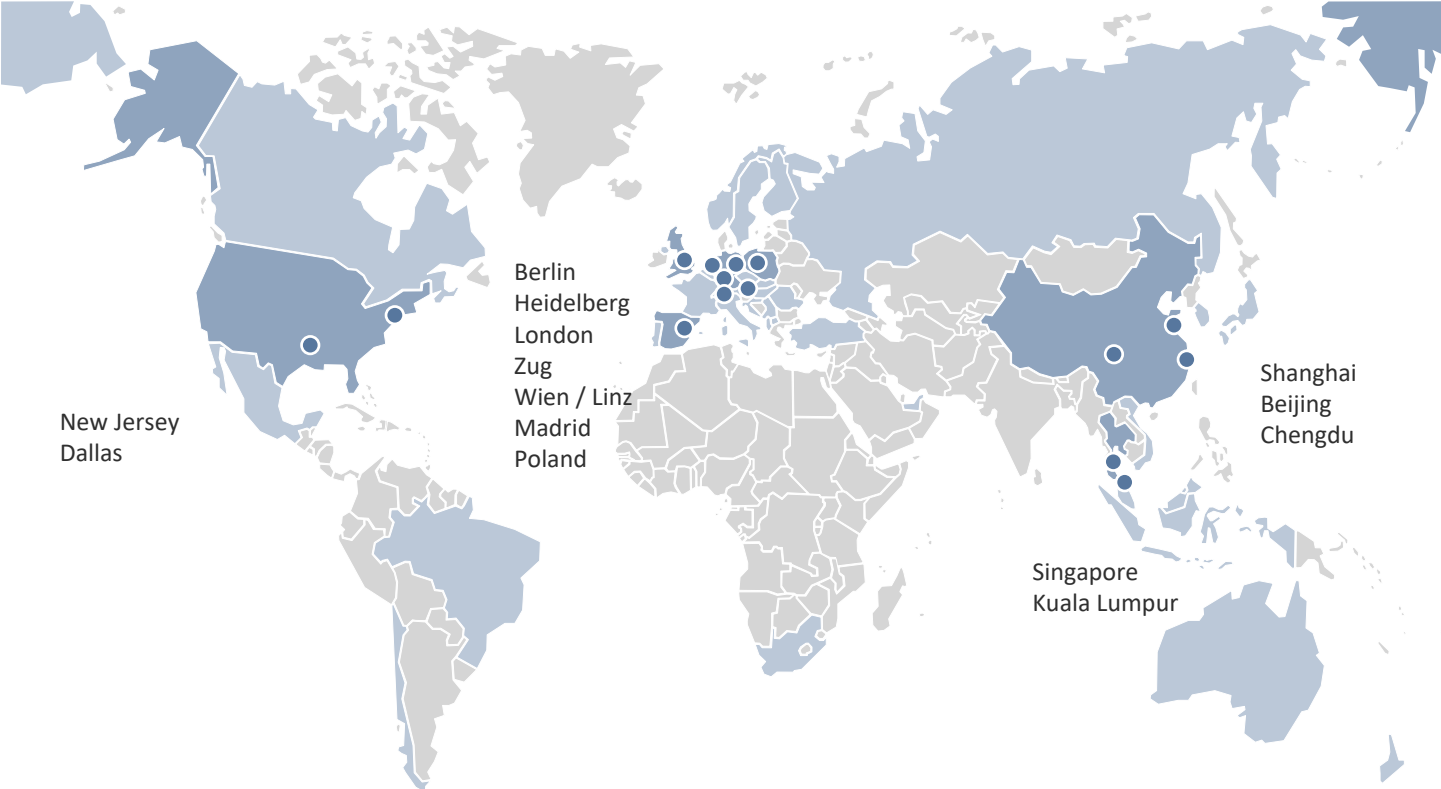 Berlin
Heidelberg
London
Zug
Wien / Linz
Madrid
Poland
New Jersey
Dallas
Shanghai
Beijing
Chengdu
Singapore
Kuala Lumpur